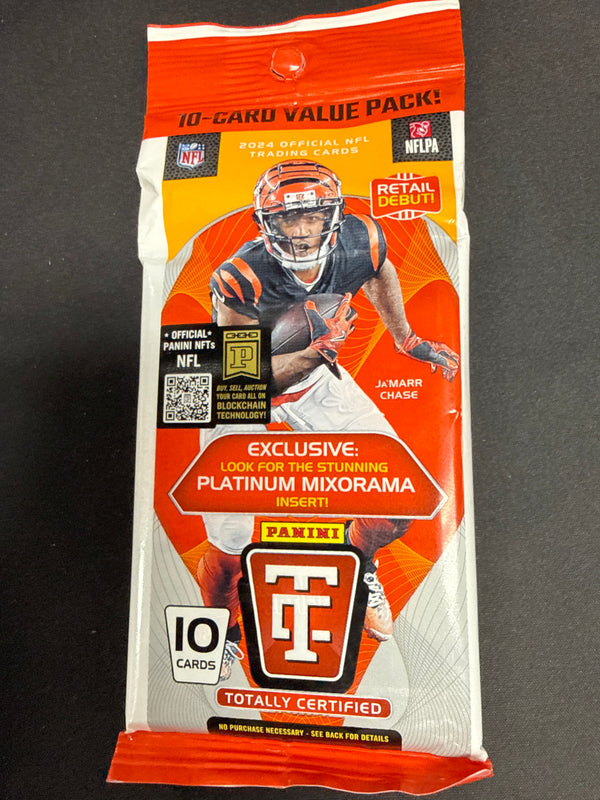 10-CARD VALUE PACK!
2024 OFFICIAL NFL
TRADING CARDS
NFL
NFLPA
RETAIL
DEBUT!
* OFFICIAL*
PANINI NFTs
NFL
P
BUY, SELL, AUCTION
YOUR CARD ALL ON
BLOCKCHAIN
TECHNOLOGY!
JA'MARR
CHASE
EXCLUSIVE:
LOOK FOR THE STUNNING
PLATINUM MIXORAMA
INSERT!
PANINI
TC
10
CARDS
TOTALLY CERTIFIED
NO PURCHASE NECESSARY - SEE BACK FOR DETAILS